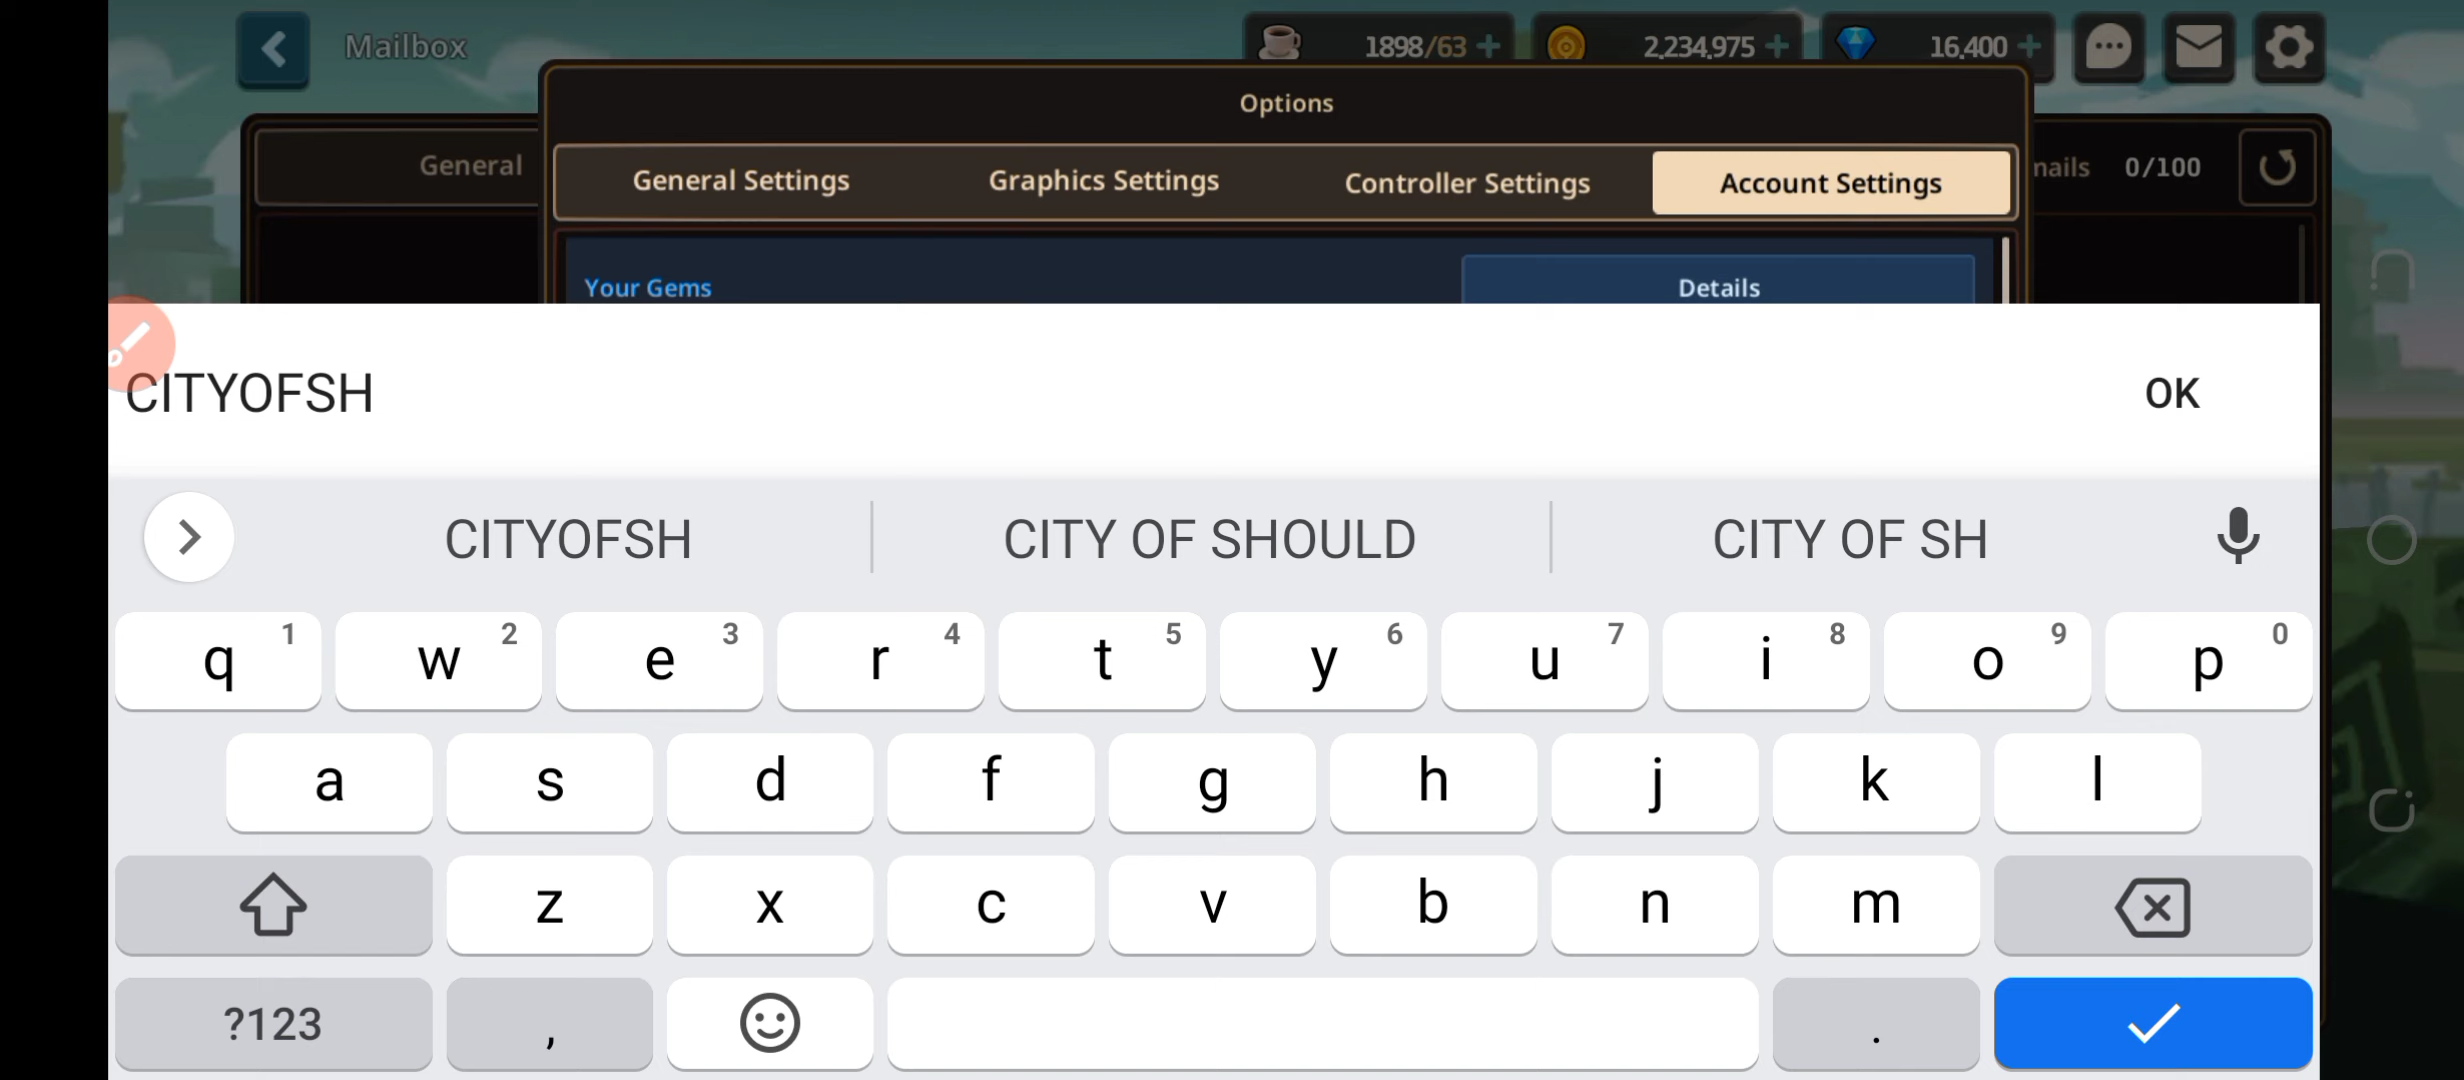 Mailbox
1898/63 +
2,234,975 +
16,400 +
Options
General
General Settings
Graphics Settings
Controller Settings
Account Settings
0/100
Your Gems
Details
CITYOFSH
OK
CITYOFSH
CITY OF SHOULD
CITY OF SH
q 1 w 2 e 3 r 4 t 5 y 6 u 7 i 8 o 9 p 0
a s d f g h j k l
z x c v b n m
?123 , .